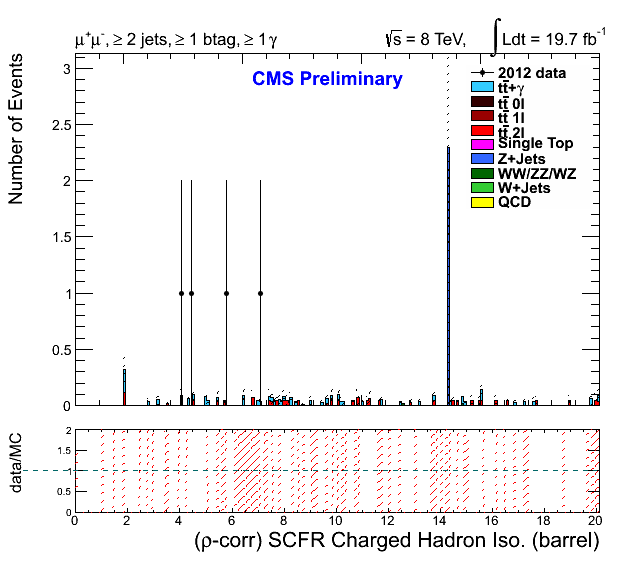 μ⁺μ⁻, ≥ 2 jets, ≥ 1 btag, ≥ 1 γ
√s = 8 TeV, ∫ Ldt = 19.7 fb⁻¹
CMS Preliminary
2012 data
tt̄+γ
tt̄ 0l
tt̄ 1l
tt̄ 2l
Single Top
Z+Jets
WW/ZZ/WZ
W+Jets
QCD
Number of Events
3
2.5
2
1.5
1
0.5
0
data/MC
2
1.5
1
0.5
0
0 2 4 6 8 10 12 14 16 18 20
(ρ-corr) SCFR Charged Hadron Iso. (barrel)